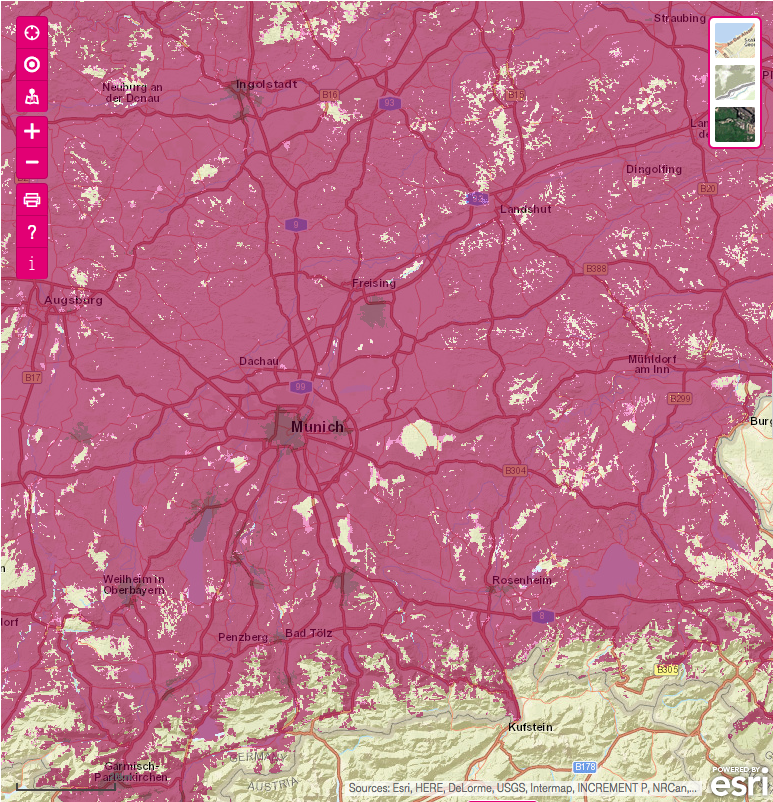 Straubing
Ingolstadt
Neuburg an
der Donau
B16
93
B15
Dingolfing
B20
Landshut
9
B388
Freising
Augsburg
Dachau
Mühldorf
am Inn
B17
99
B299
Munich
B304
Weilheim in
Oberbayern
Rosenheim
8
Penzberg
Bad Tölz
B305
Kufstein
GERMANY
AUSTRIA
B178
Garmisch-
Partenkirchen
?
i
Sources: Esri, HERE, DeLorme, USGS, Intermap, INCREMENT P, NRCan,...
POWERED BY
esri